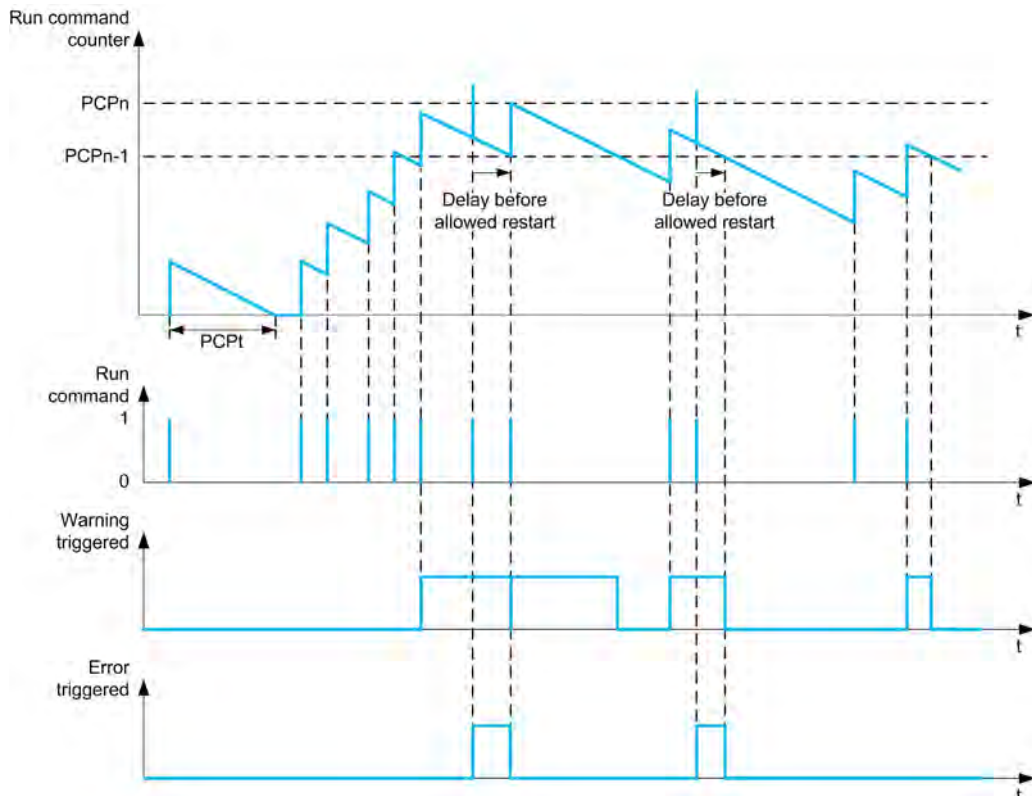 Run command
counter
PCPn
PCPn-1
Delay before
allowed restart
Delay before
allowed restart
PCPt
t
Run
command
1
0
t
Warning
triggered
t
Error
triggered
t